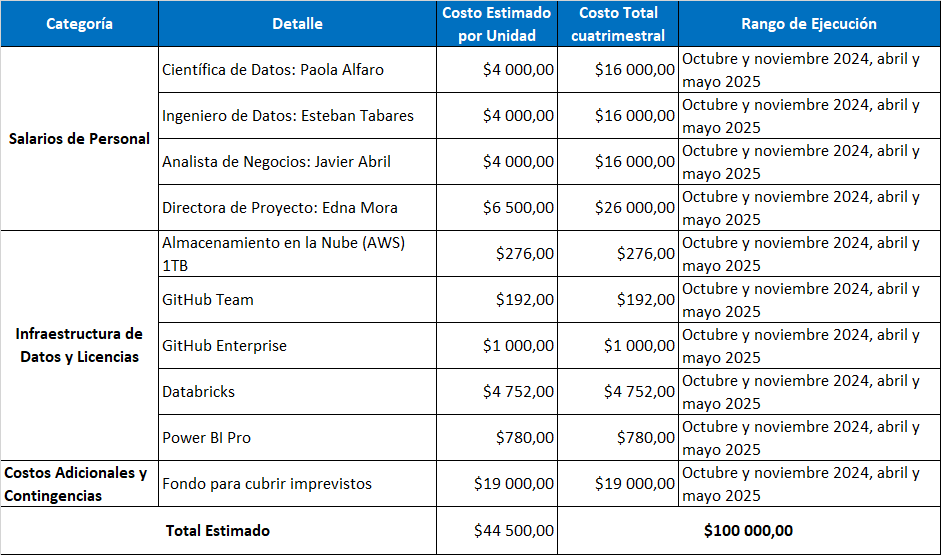 Categoría
Detalle
Costo Estimado
por Unidad
Costo Total
cuatrimestral
Rango de Ejecución
Salarios de Personal
Científica de Datos: Paola Alfaro
$4 000,00
$16 000,00
Octubre y noviembre 2024, abril y
mayo 2025
Ingeniero de Datos: Esteban Tabares
$4 000,00
$16 000,00
Octubre y noviembre 2024, abril y
mayo 2025
Analista de Negocios: Javier Abril
$4 000,00
$16 000,00
Octubre y noviembre 2024, abril y
mayo 2025
Directora de Proyecto: Edna Mora
$6 500,00
$26 000,00
Octubre y noviembre 2024, abril y
mayo 2025
Infraestructura de
Datos y Licencias
Almacenamiento en la Nube (AWS)
1TB
$276,00
$276,00
Octubre y noviembre 2024, abril y
mayo 2025
GitHub Team
$192,00
$192,00
Octubre y noviembre 2024, abril y
mayo 2025
GitHub Enterprise
$1 000,00
$1 000,00
Octubre y noviembre 2024, abril y
mayo 2025
Databricks
$4 752,00
$4 752,00
Octubre y noviembre 2024, abril y
mayo 2025
Power BI Pro
$780,00
$780,00
Octubre y noviembre 2024, abril y
mayo 2025
Costos Adicionales y
Contingencias
Fondo para cubrir imprevistos
$19 000,00
$19 000,00
Octubre y noviembre 2024, abril y
mayo 2025
Total Estimado
$44 500,00
$100 000,00